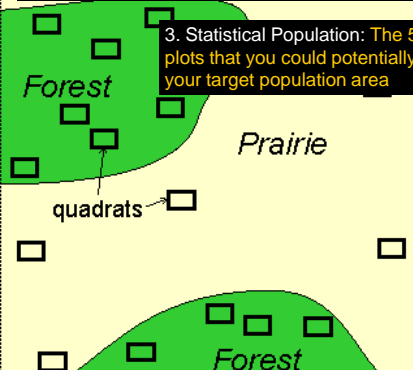 3. Statistical Population: The 5
plots that you could potentially
your target population area
Forest
Prairie
quadrats
Forest